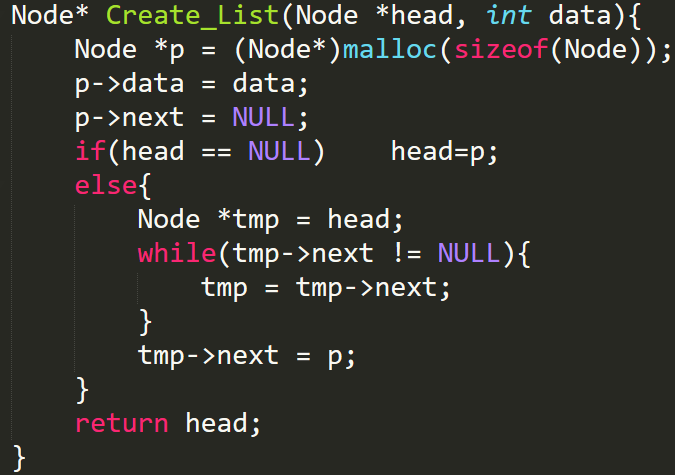 Node* Create_List(Node *head, int data){
    Node *p = (Node*)malloc(sizeof(Node));
    p->data = data;
    p->next = NULL;
    if(head == NULL)    head=p;
    else{
        Node *tmp = head;
        while(tmp->next != NULL){
            tmp = tmp->next;
        }
        tmp->next = p;
    }
    return head;
}